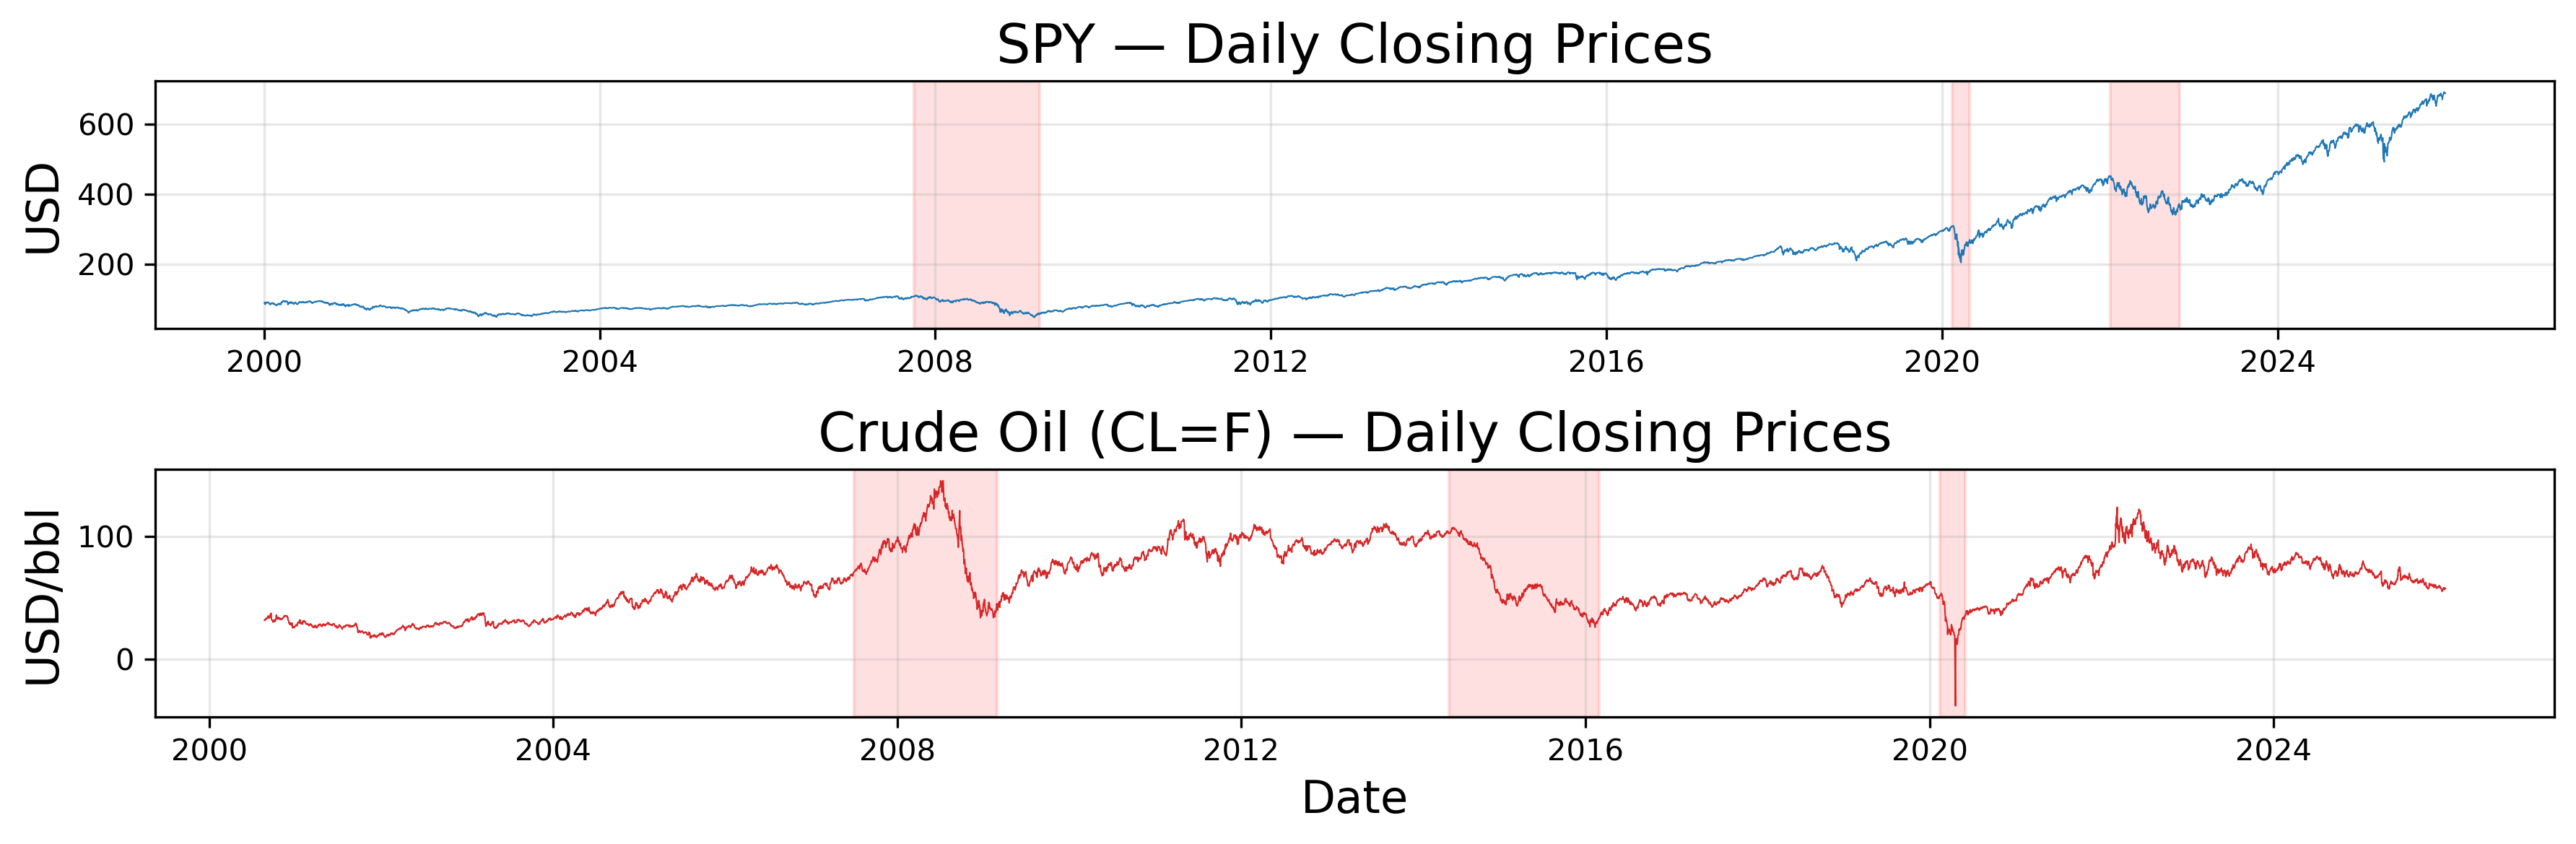 SPY — Daily Closing Prices
USD
600
400
200
2000 2004 2008 2012 2016 2020 2024
Crude Oil (CL=F) — Daily Closing Prices
USD/bbl
100
0
2000 2004 2008 2012 2016 2020 2024
Date